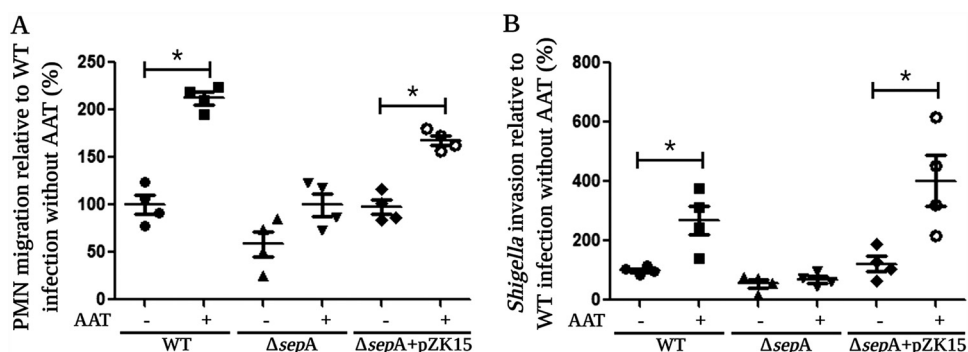 A
PMN migration relative to WT
infection without AAT (%)
250
200
150
100
50
0
*
*
AAT - + - + - +
WT ΔsepA ΔsepA+pZK15
B
Shigella invasion relative to
WT infection without AAT (%)
800
600
400
200
0
*
*
AAT - + - + - +
WT ΔsepA ΔsepA+pZK15